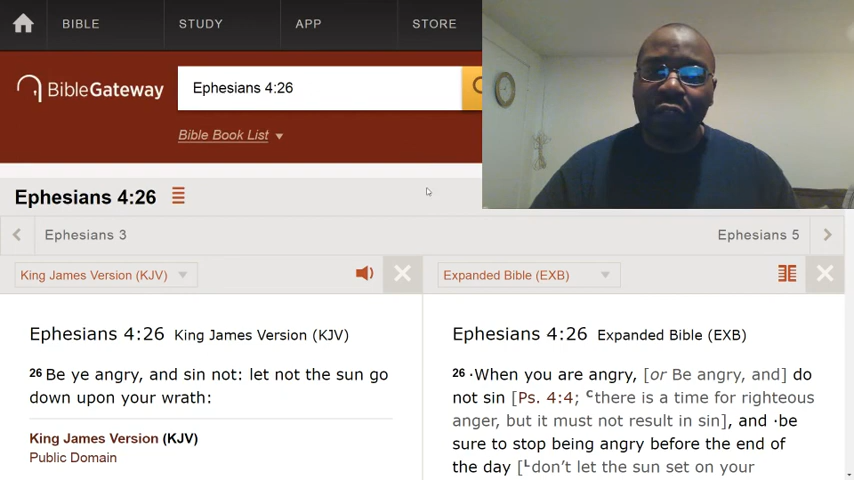 BIBLE STUDY APP STORE
BibleGateway
Ephesians 4:26
Bible Book List
Ephesians 4:26
Ephesians 3
Ephesians 5
King James Version (KJV)
Expanded Bible (EXB)
Ephesians 4:26 King James Version (KJV)
26 Be ye angry, and sin not: let not the sun go
down upon your wrath:
King James Version (KJV)
Public Domain
Ephesians 4:26 Expanded Bible (EXB)
26 ·When you are angry, [or Be angry, and] do
not sin [Ps. 4:4; Cthere is a time for righteous
anger, but it must not result in sin], and ·be
sure to stop being angry before the end of
the day [Ldon't let the sun set on your